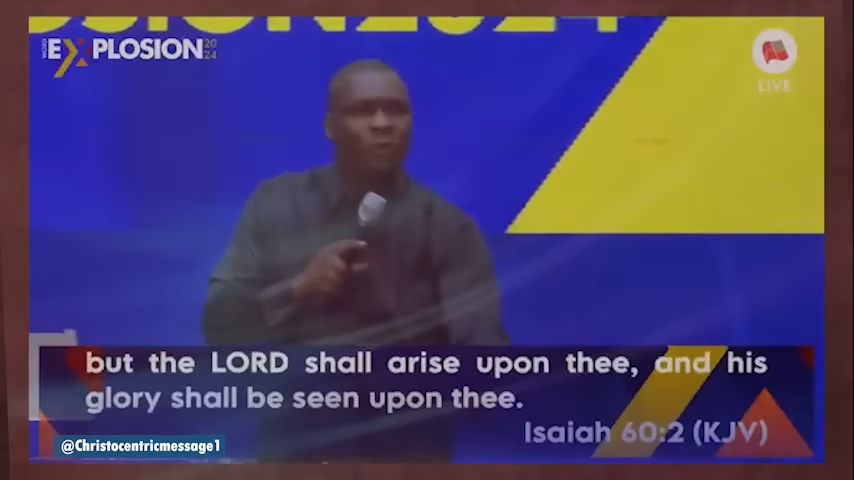 EXPLOSION 2024
LIVE
but the LORD shall arise upon thee, and his
glory shall be seen upon thee.
Isaiah 60:2 (KJV)
@Christocentricmessage1